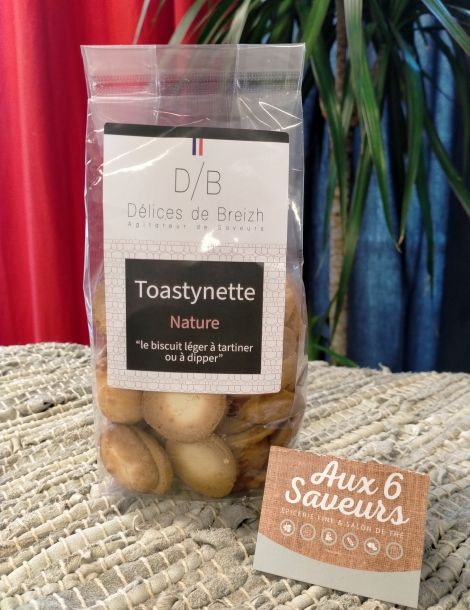 D/B
Délices de Breizh
Agitateur de Saveurs
Toastynette
Nature
“le biscuit léger à tartiner
ou à dipper”
Aux 6
Saveurs
ÉPICERIE FINE & SALON DE THÉ